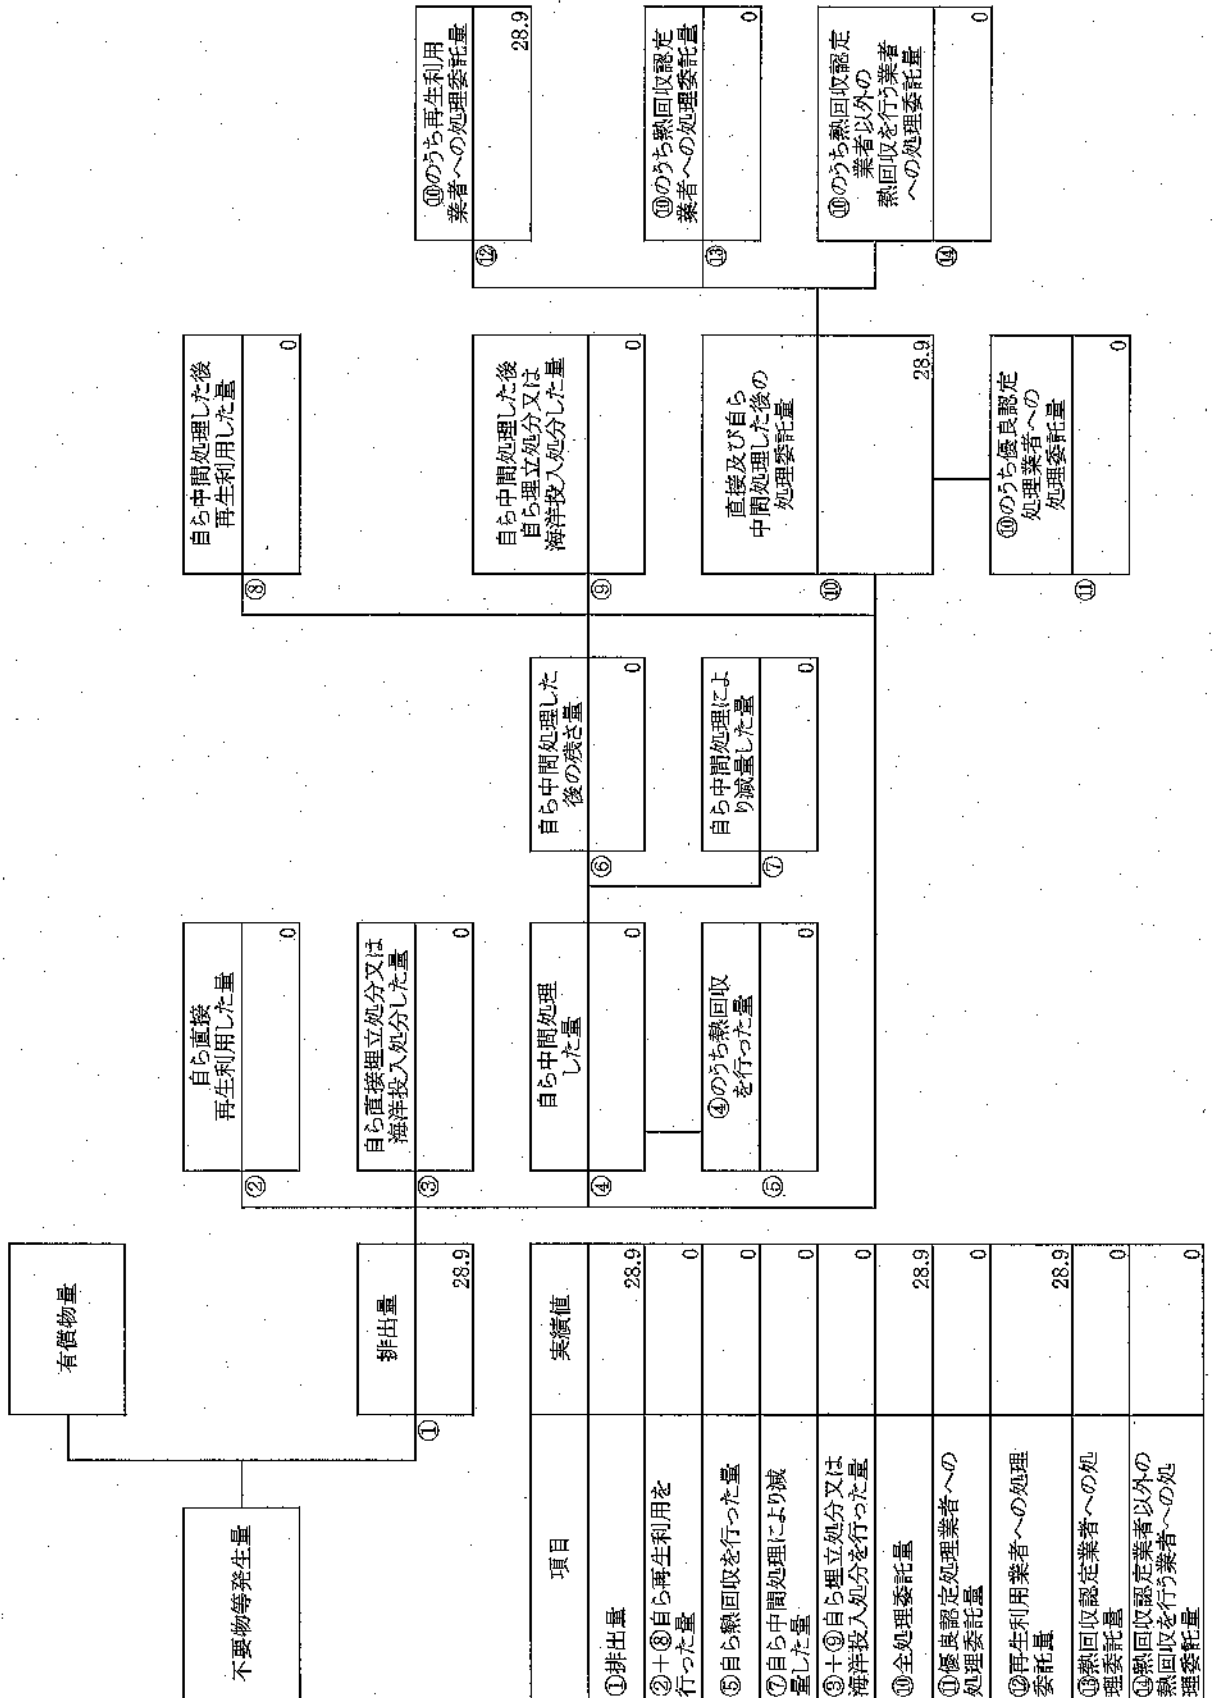 有償物量
不要物等発生量
排出量
①
28.9
自ら直接
再生利用した量
②
0
自ら直接埋立処分又は
海洋投入処分した量
③
0
自ら中間処理
した量
④
0
④のうち熱回収
を行った量
⑤
0
自ら中間処理した
後の残さ量
⑥
0
自ら中間処理によ
り減量した量
⑦
0
自ら中間処理した後
再生利用した量
⑧
0
自ら中間処理した後
自ら埋立処分又は
海洋投入処分した量
⑨
0
直接及び自ら
中間処理した後の
処理委託量
⑩
28.9
⑩のうち優良認定
処理業者への
処理委託量
⑪
0
⑩のうち再生利用
業者への処理委託量
⑫
28.9
⑩のうち熱回収認定
業者への処理委託量
⑬
0
⑩のうち熱回収認定
業者以外の
熱回収を行う業者
への処理委託量
⑭
0
項目 実績値
①排出量 28.9
②+⑧自ら再生利用を
行った量 0
⑤自ら熱回収を行った量 0
⑦自ら中間処理により減
量した量 0
③+⑨自ら埋立処分又は
海洋投入処分を行った量 0
⑩全処理委託量 28.9
⑪優良認定処理業者への
処理委託量 0
⑫再生利用業者への処理
委託量 28.9
⑬熱回収認定業者への処
理委託量 0
⑭熱回収認定業者以外の
熱回収を行う業者への処
理委託量 0